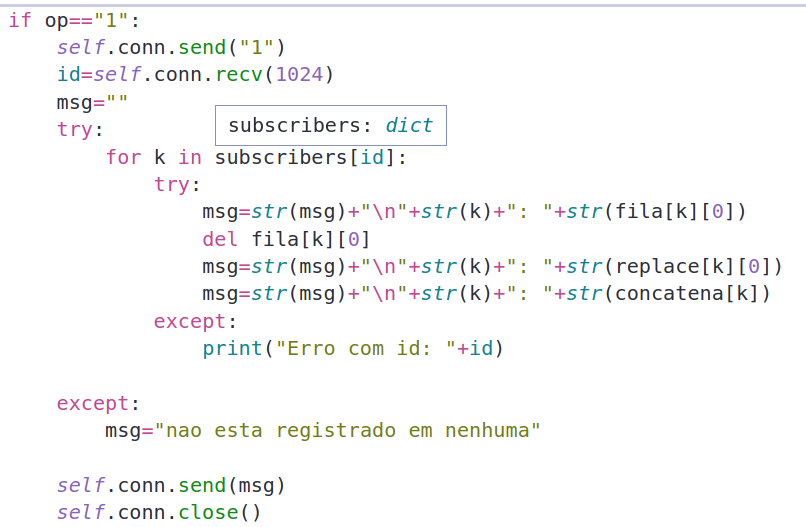 if op=="1":
    self.conn.send("1")
    id=self.conn.recv(1024)
    msg=""
subscribers: dict
    try:
        for k in subscribers[id]:
            try:
                msg=str(msg)+"\n"+str(k)+": "+str(fila[k][0])
                del fila[k][0]
                msg=str(msg)+"\n"+str(k)+": "+str(replace[k][0])
                msg=str(msg)+"\n"+str(k)+": "+str(concatena[k])
            except:
                print("Erro com id: "+id)
    except:
        msg="nao esta registrado em nenhuma"
    self.conn.send(msg)
    self.conn.close()